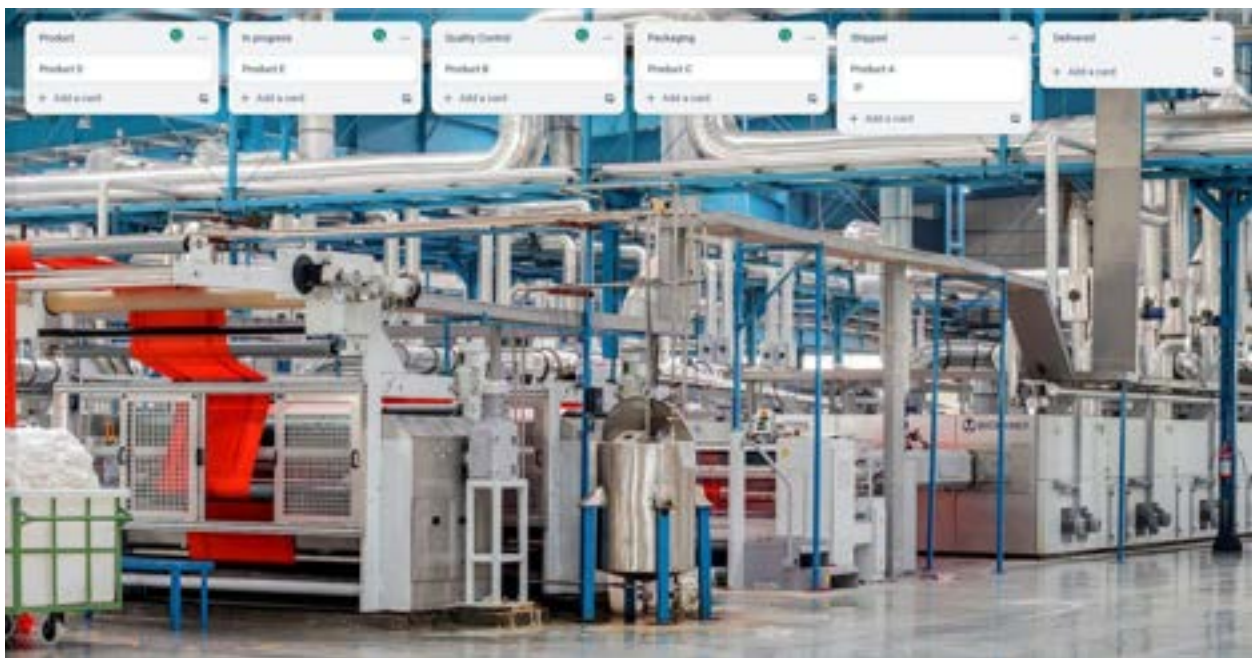 Product
Product D
+ Add a card
In progress
Product E
+ Add a card
Quality Control
Product B
+ Add a card
Packaging
Product C
+ Add a card
Shipped
Product A
+ Add a card
Delivered
+ Add a card